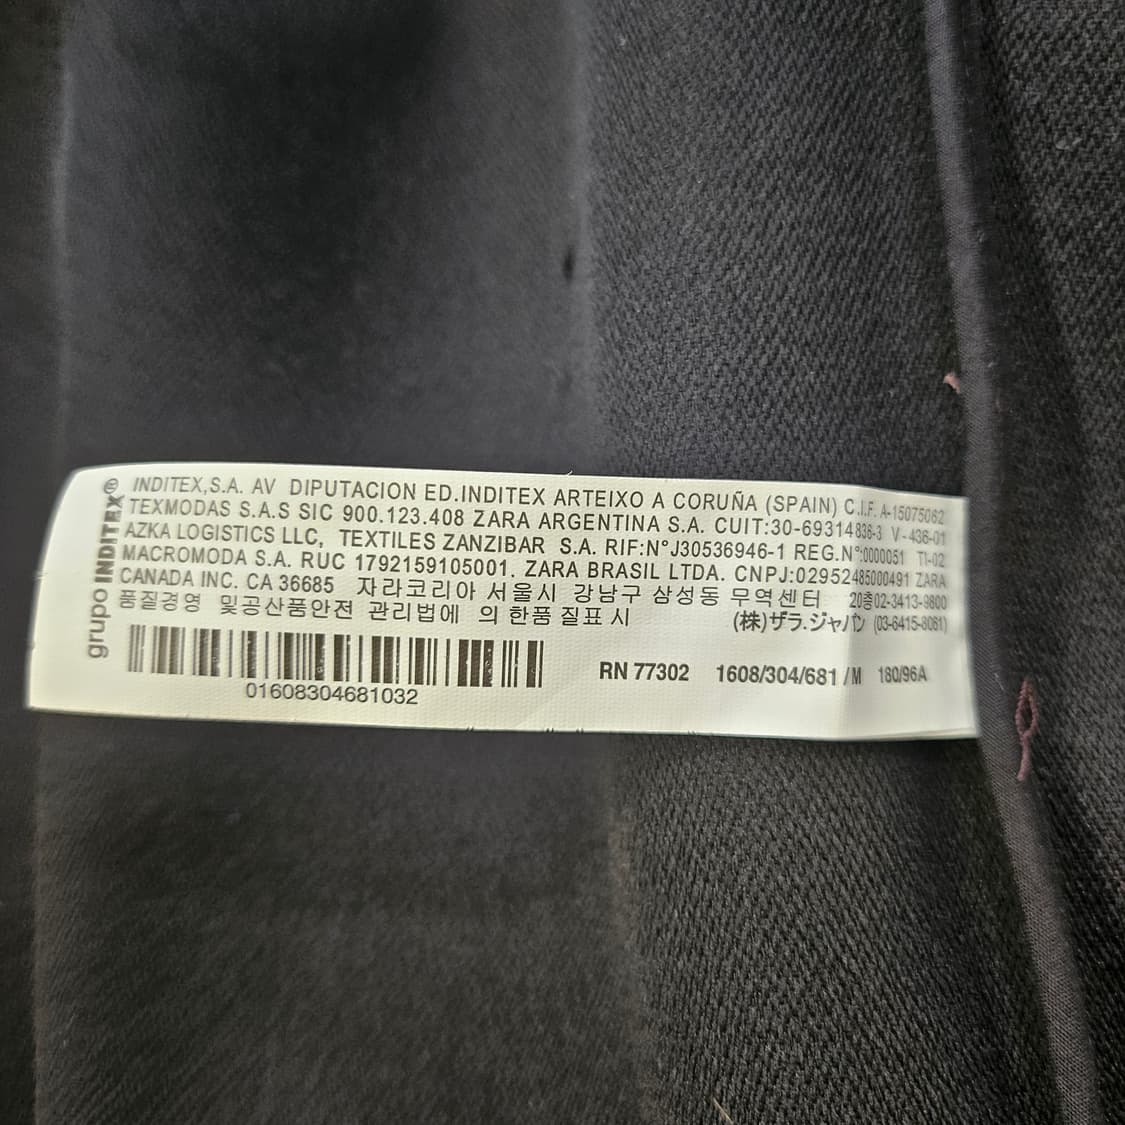 grupo INDITEX®
INDITEX,S.A. AV DIPUTACION ED.INDITEX ARTEIXO A CORUÑA (SPAIN) C.I.F. A-15075062
TEXMODAS S.A.S SIC 900.123.408 ZARA ARGENTINA S.A. CUIT:30-69314836-3 V-436-01
AZKA LOGISTICS LLC, TEXTILES ZANZIBAR S.A. RIF:N°J30536946-1 REG.N°:0000051 TI-02
MACROMODA S.A. RUC 1792159105001. ZARA BRASIL LTDA. CNPJ:02952485000491 ZARA
CANADA INC. CA 36685 자라코리아 서울시 강남구 삼성동 무역센터 20층02-3413-9800
품질경영 및공산품안전 관리법에 의 한품 질표 시 (株)ザラ.ジャパン (03-6415-8061)
01608304681032
RN 77302 1608/304/681 /M 180/96A